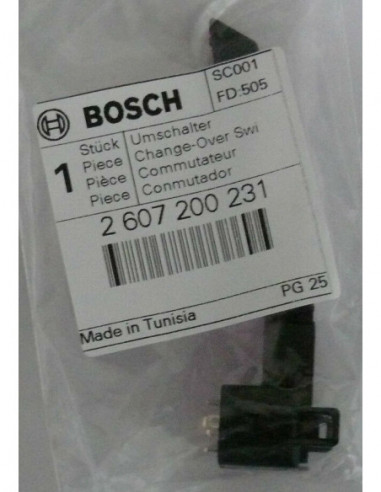 BOSCH
SC001
FD:505
1
Stück Umschalter
Piece Change-Over Swi
Pièce Commutateur
Piece Conmutador
2 607 200 231
PG 25
Made in Tunisia